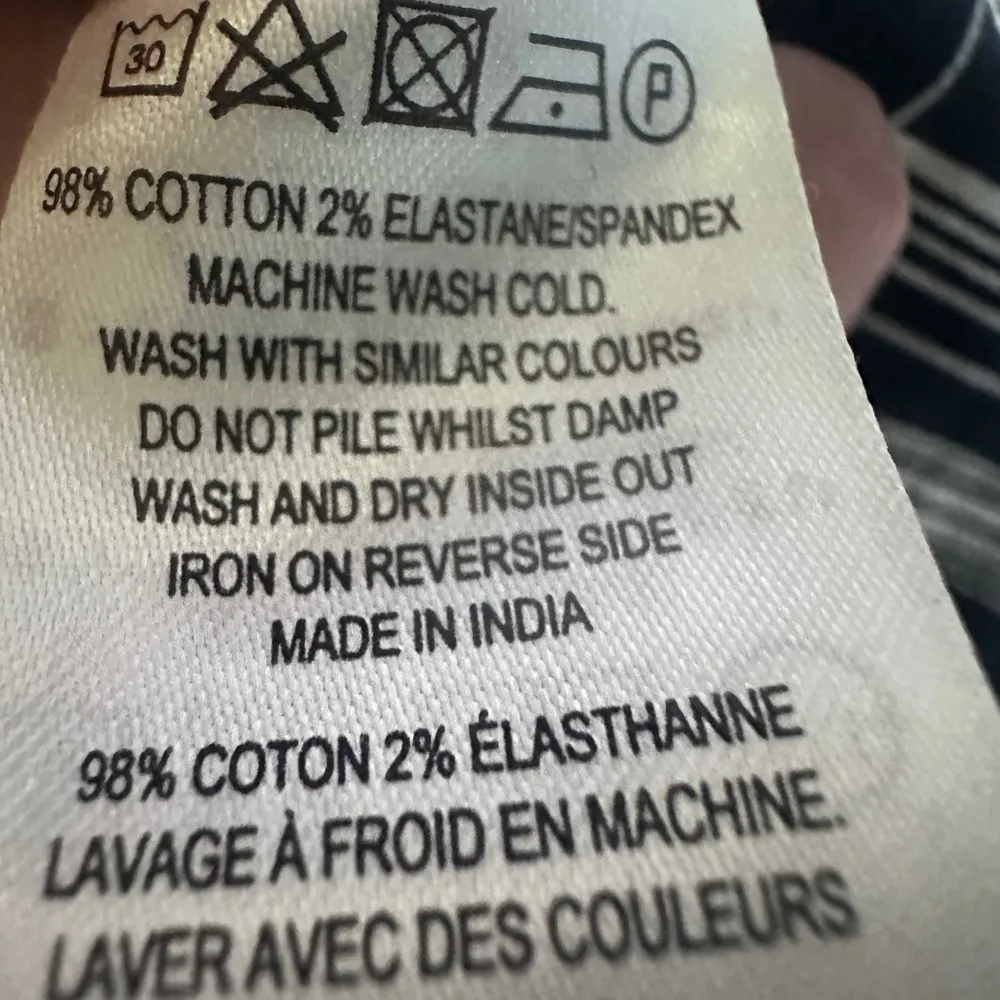 30 P
98% COTTON 2% ELASTANE/SPANDEX
MACHINE WASH COLD.
WASH WITH SIMILAR COLOURS
DO NOT PILE WHILST DAMP
WASH AND DRY INSIDE OUT
IRON ON REVERSE SIDE
MADE IN INDIA
98% COTON 2% ÉLASTHANNE
LAVAGE À FROID EN MACHINE.
LAVER AVEC DES COULEURS